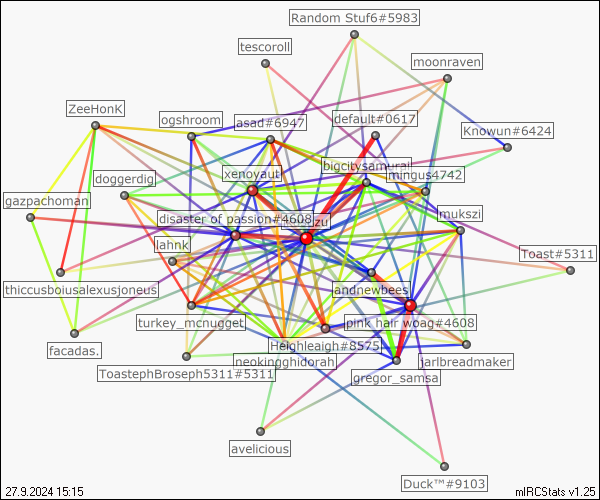 Random Stuf6#5983
tescoroll
moonraven
ZeeHonK
ogshroom
asad#6947
default#0617
Knowun#6424
bigcitysamurai
xenoyaut
mingus4742
doggerdig
gazpachoman
disaster of passion#4608
zu
mukszi
lahnk
Toast#5311
thiccusboiusalexusjoneus
andnewbees
turkey_mcnugget
pink hair woag#4608
facadas.
Heighleaigh#8575
neokingghidorah
jarlbreadmaker
ToastephBroseph5311#5311
gregor_samsa
avelicious
Duck™#9103
27.9.2024 15:15
mIRCStats v1.25